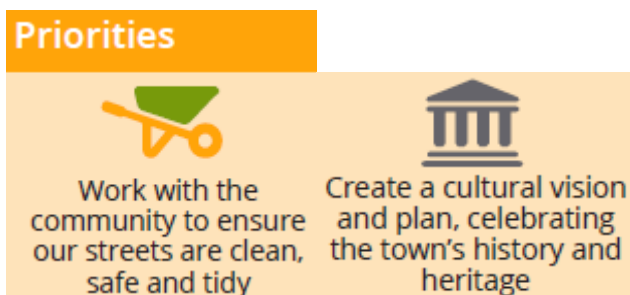 Priorities
Work with the
community to ensure
our streets are clean,
safe and tidy
Create a cultural vision
and plan, celebrating
the town's history and
heritage